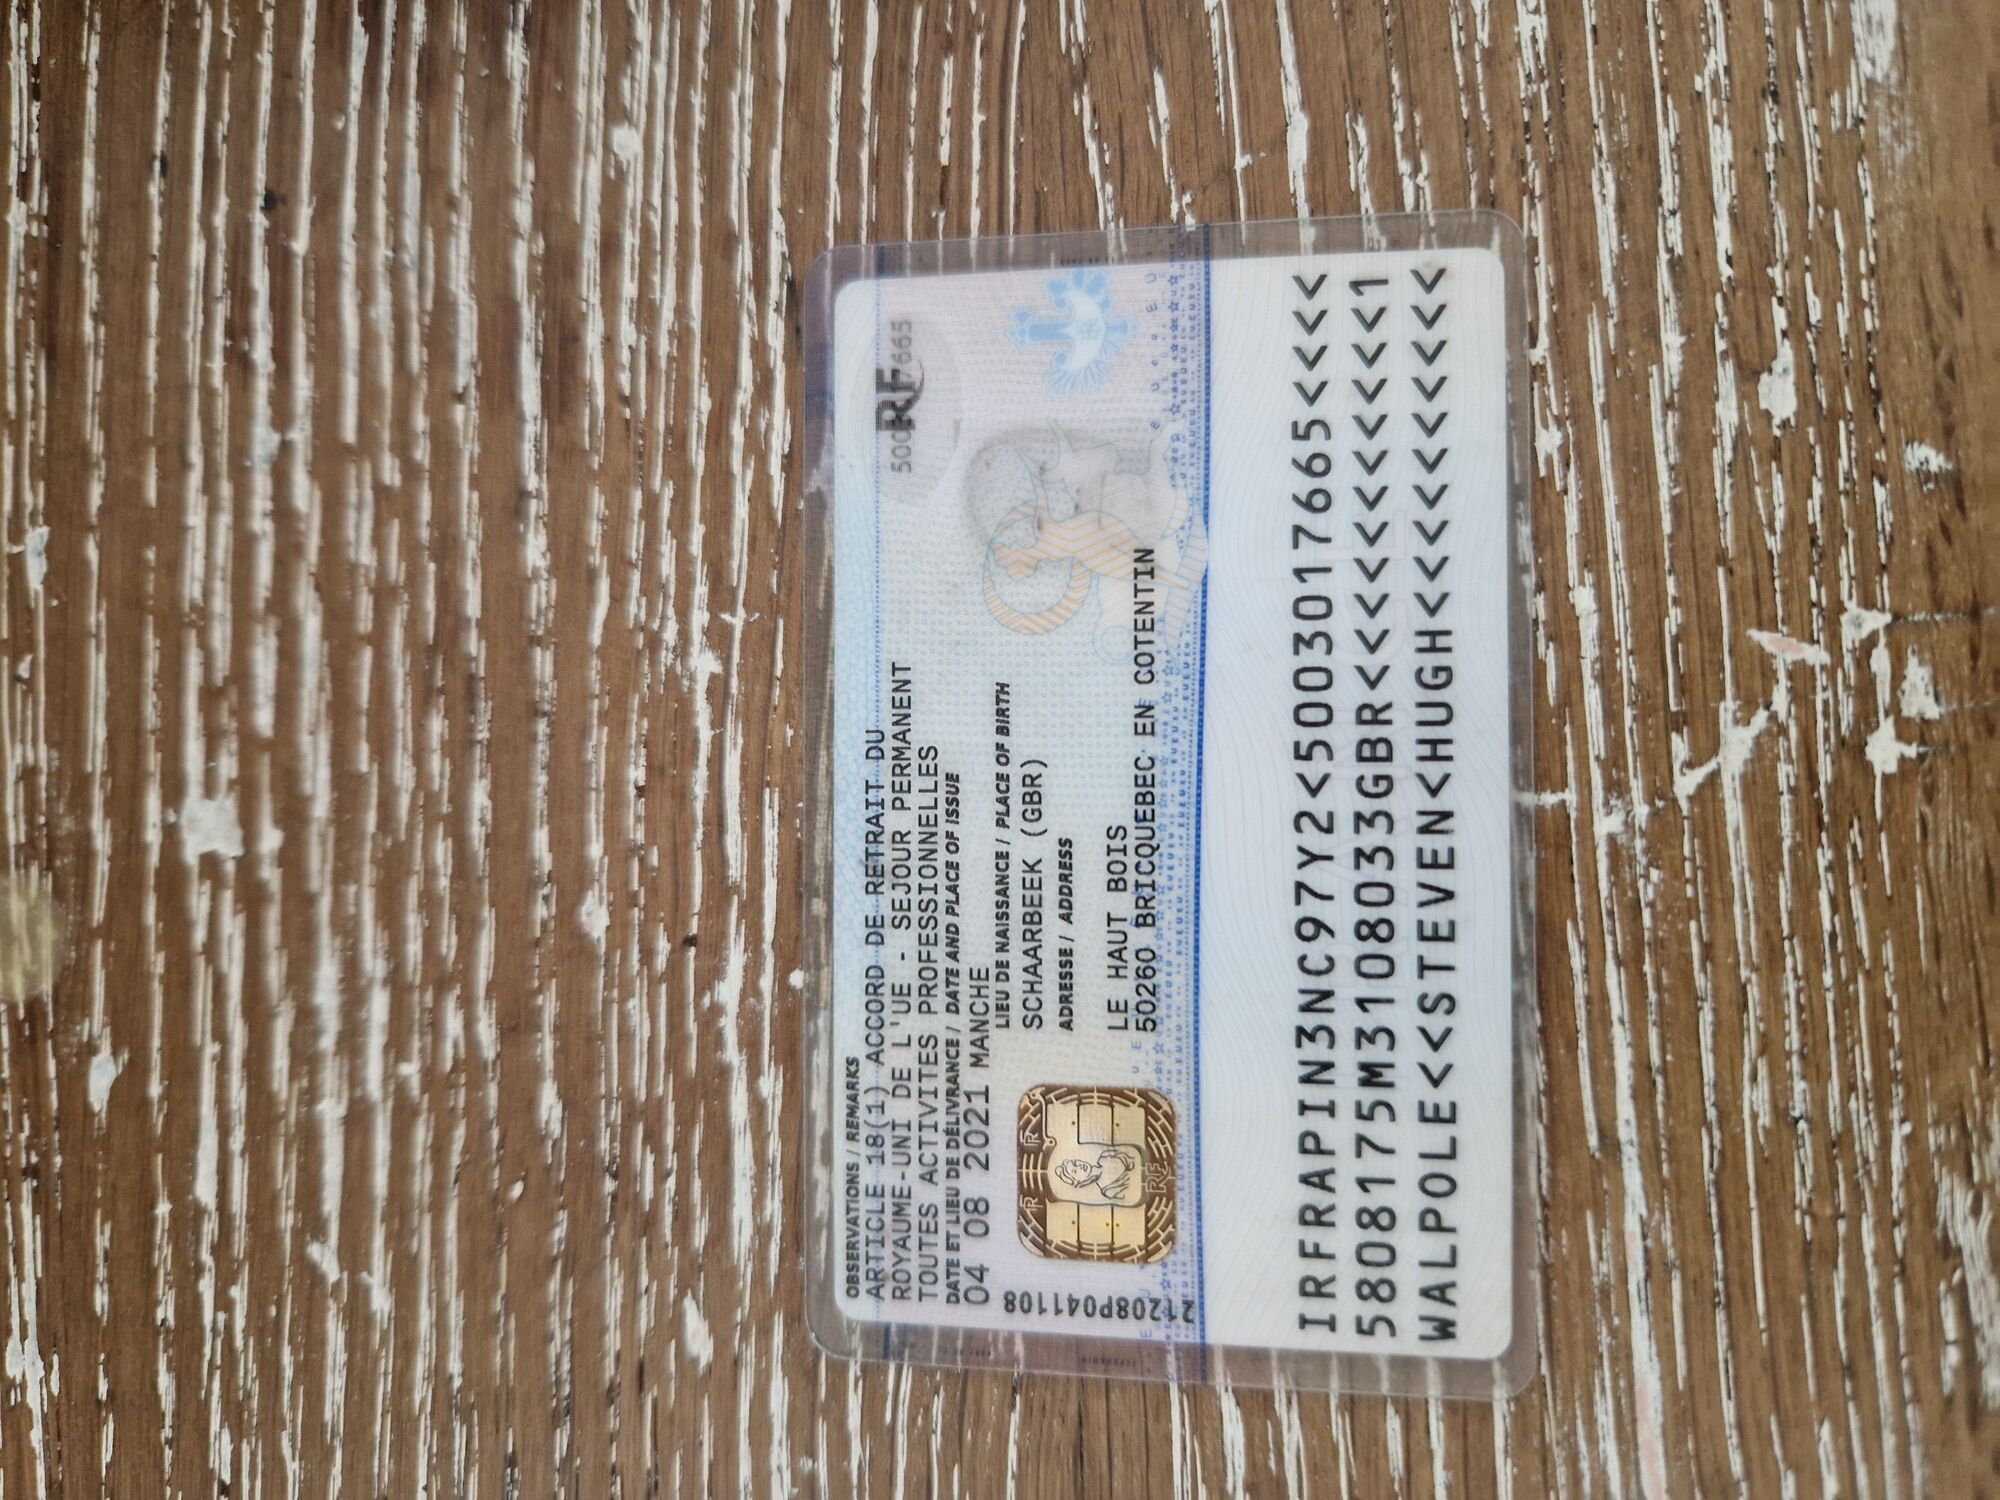 OBSERVATIONS / REMARKS
ARTICLE 18(1) ACCORD DE RETRAIT DU
ROYAUME-UNI DE L'UE - SEJOUR PERMANENT
TOUTES ACTIVITES PROFESSIONNELLES
DATE ET LIEU DE DÉLIVRANCE / DATE AND PLACE OF ISSUE
04 08 2021 MANCHE
RF
LIEU DE NAISSANCE / PLACE OF BIRTH
SCHAARBEEK (GBR)
ADRESSE / ADDRESS
LE HAUT BOIS
50260 BRICQUEBEC EN COTENTIN
IRFRAPIN3NC97Y2<5003017665<<<<
5808175M3108033GBR<<<<<<<<<<<1
WALPOLE<<STEVEN<HUGH<<<<<<<<<<